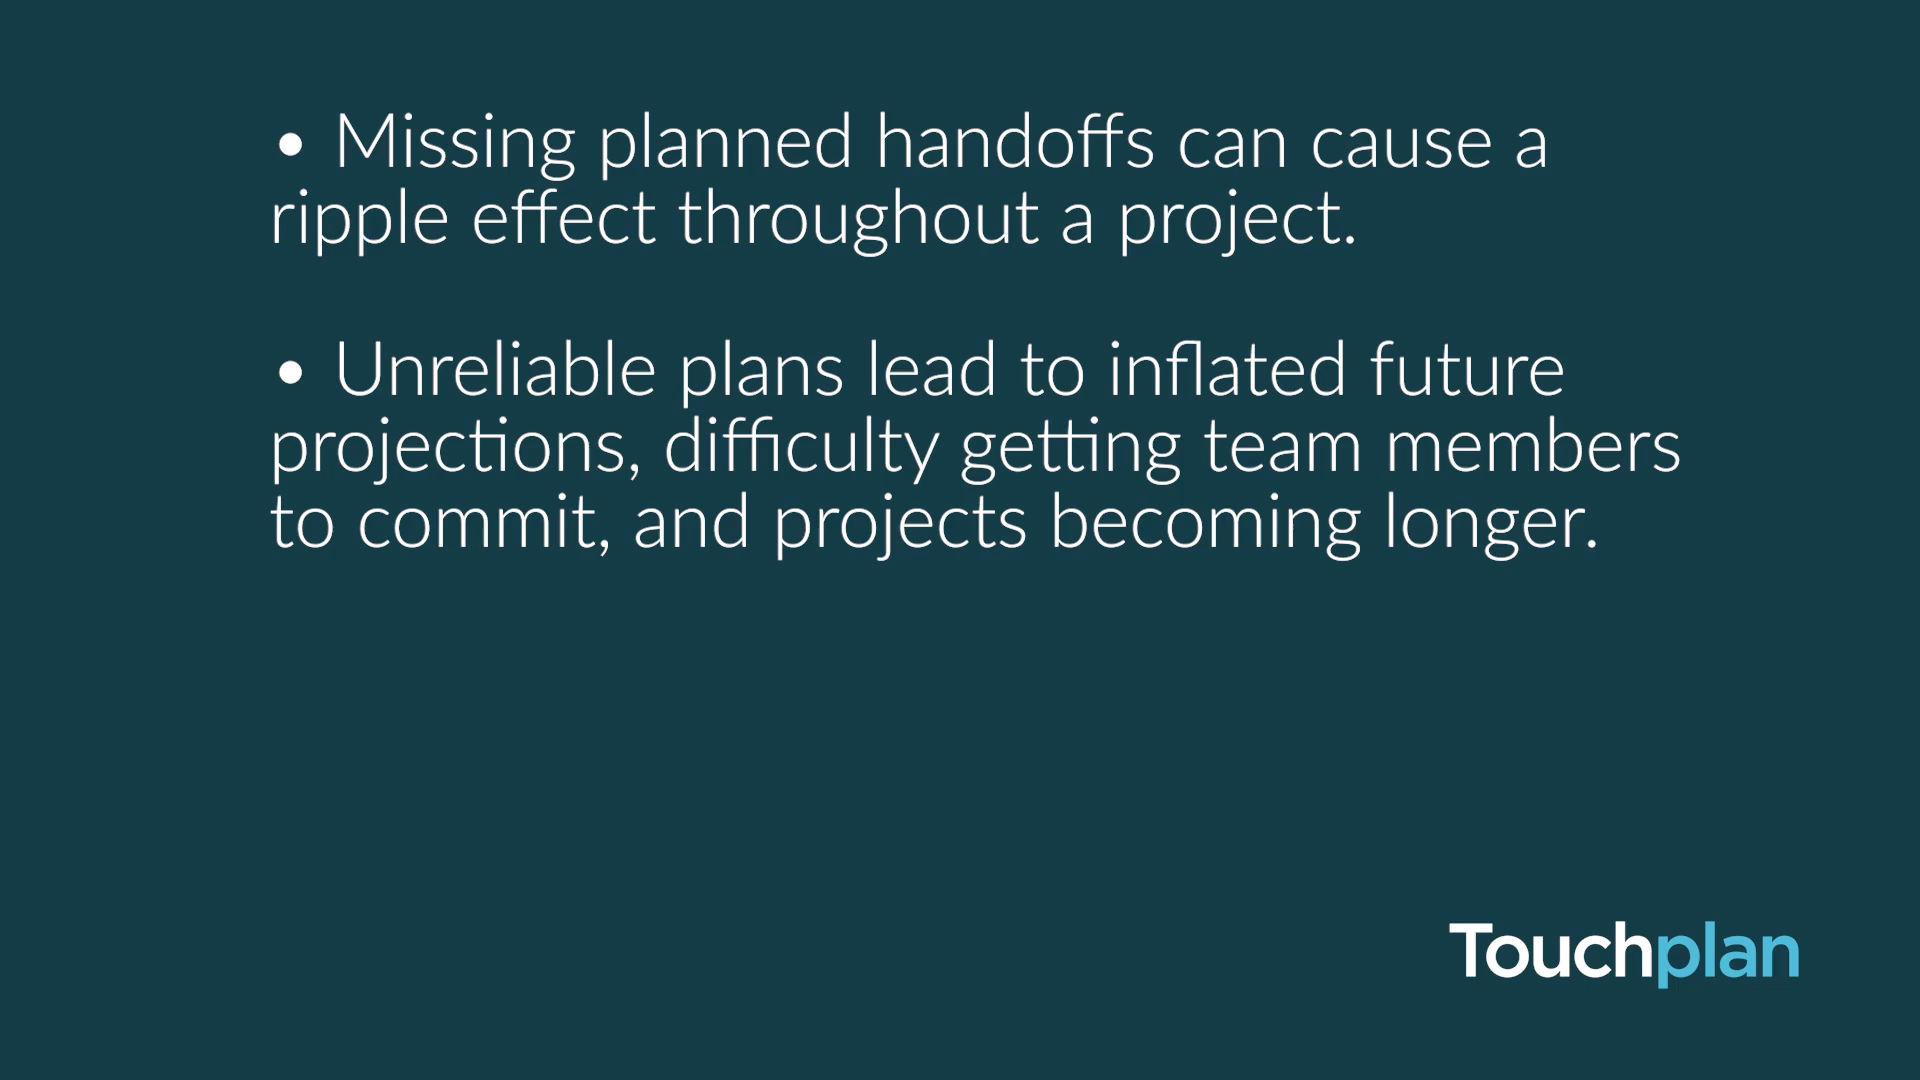 • Missing planned handoffs can cause a
ripple effect throughout a project.
• Unreliable plans lead to inflated future
projections, difficulty getting team members
to commit, and projects becoming longer.
Touchplan